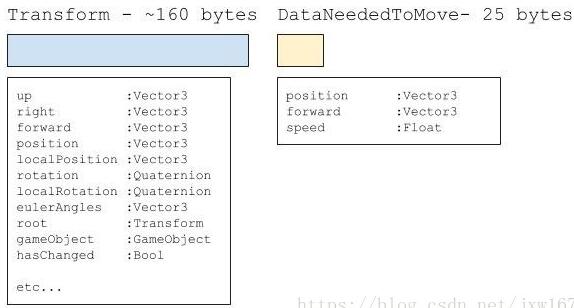 Transform - ~160 bytes
DataNeededToMove- 25 bytes
up :Vector3
right :Vector3
forward :Vector3
position :Vector3
localPosition :Vector3
rotation :Quaternion
localRotation :Quaternion
eulerAngles :Vector3
root :Transform
gameObject :GameObject
hasChanged :Bool
etc...
position :Vector3
forward :Vector3
speed :Float
https://blog.csdn.net/jxw167